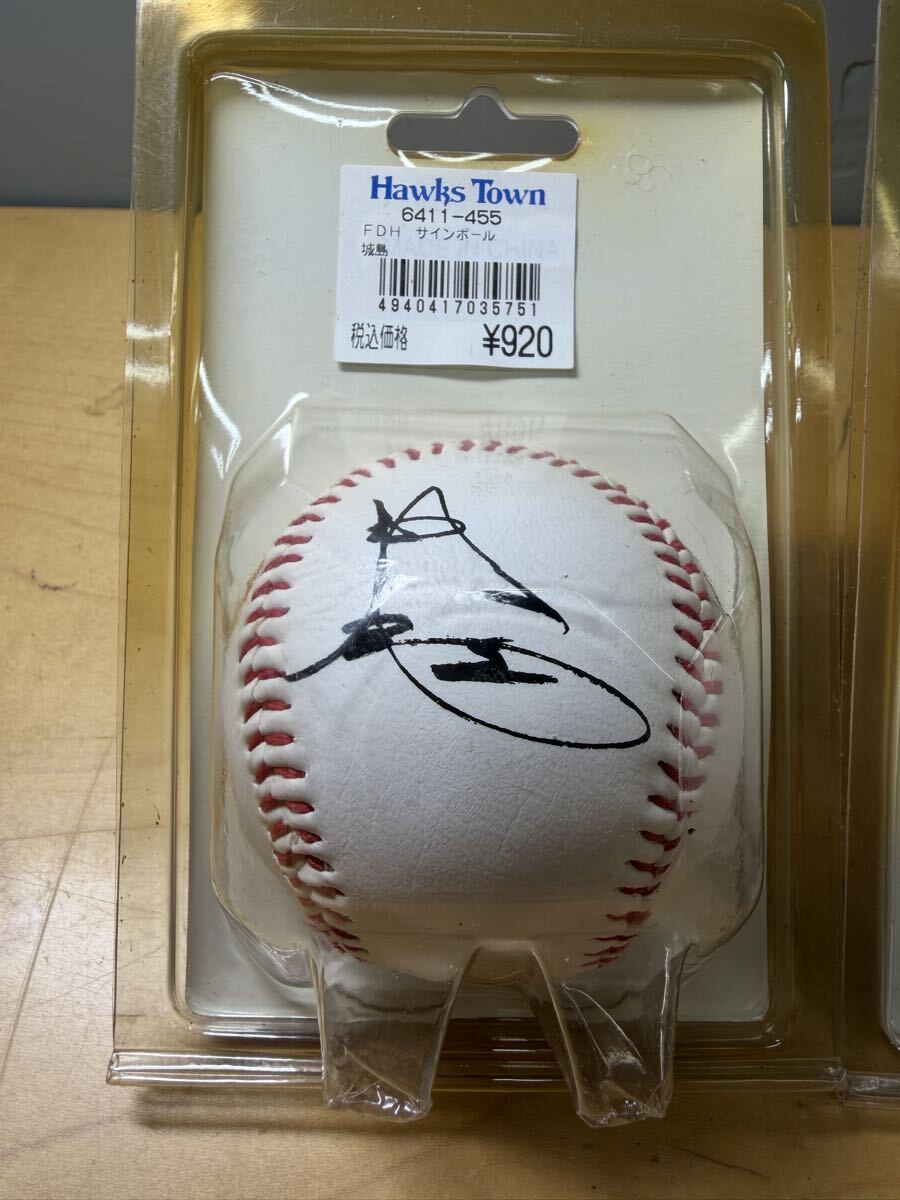 Hawks Town
6411-455
FDH サインボール
城島
4940417035751
税込価格 ¥920